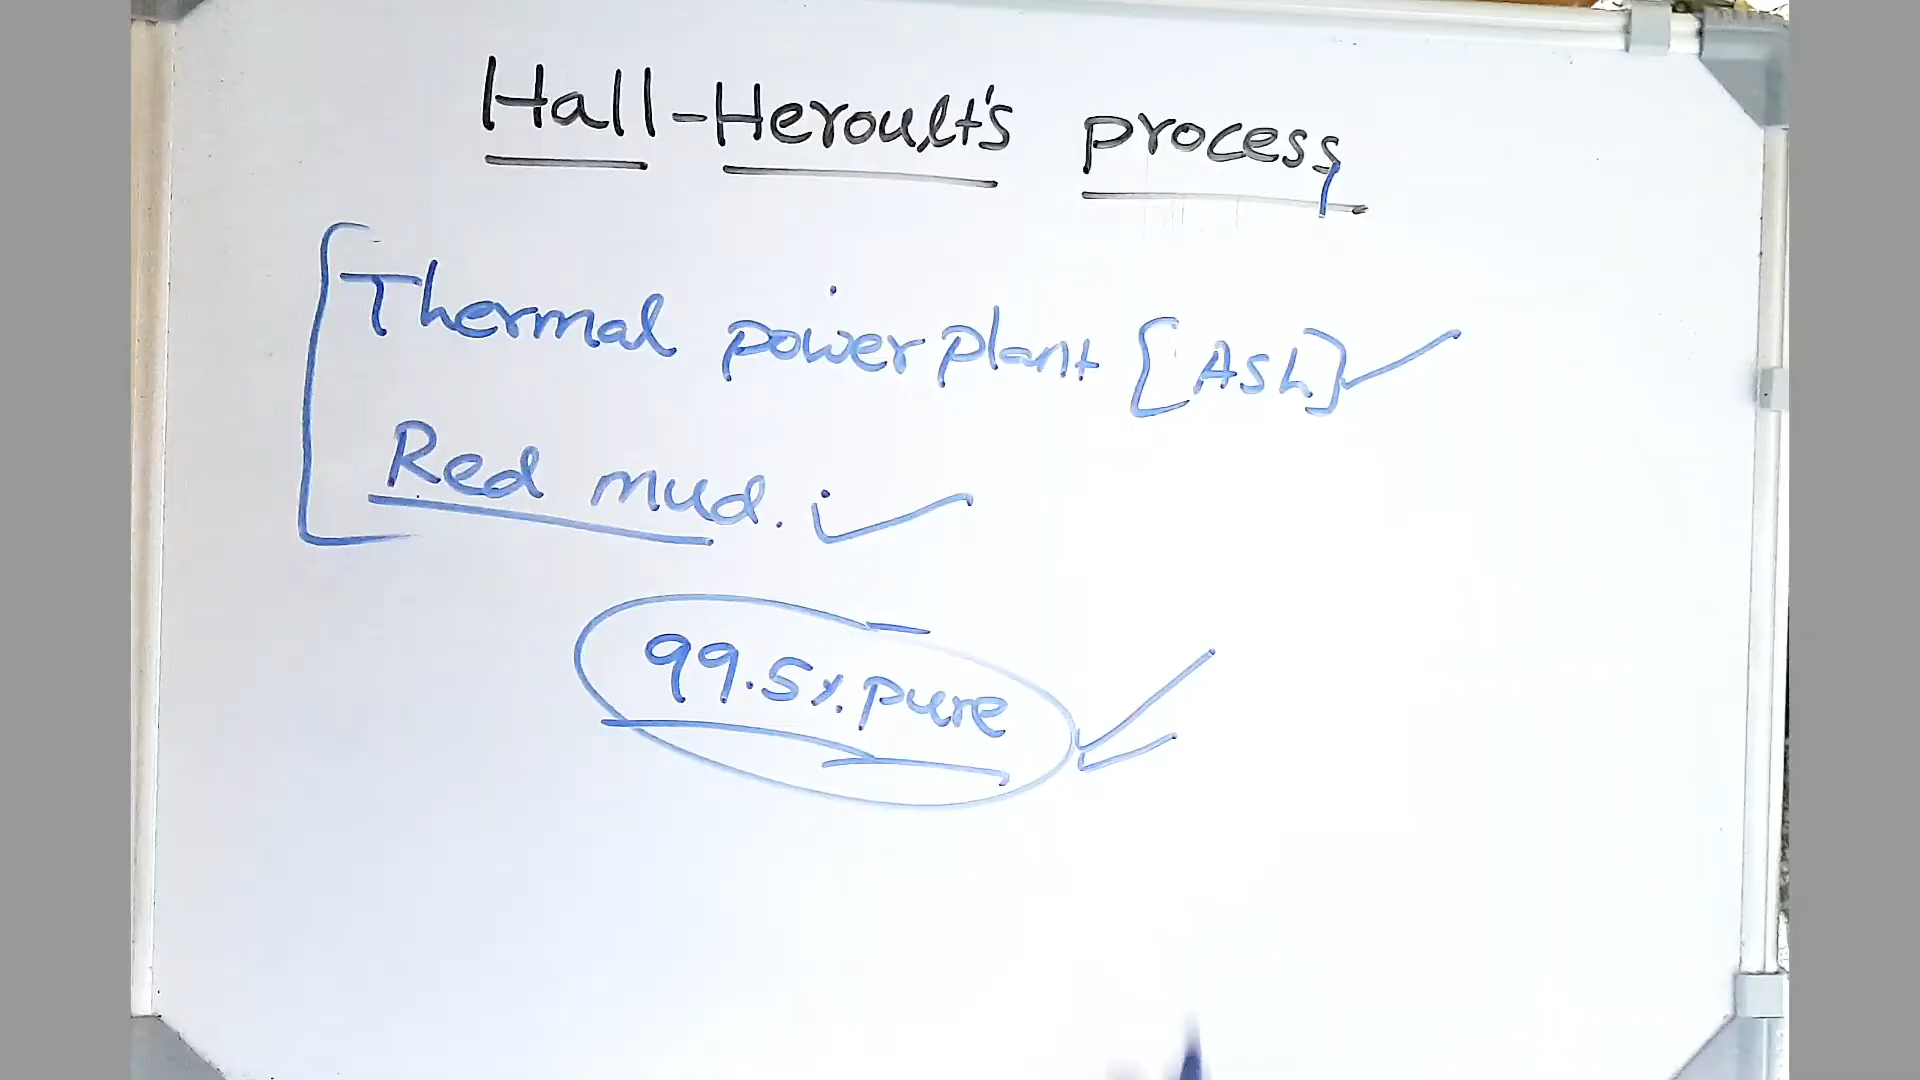 Hall-Heroult's process
Thermal power plant [Ash]
Red mud.
99.5% pure